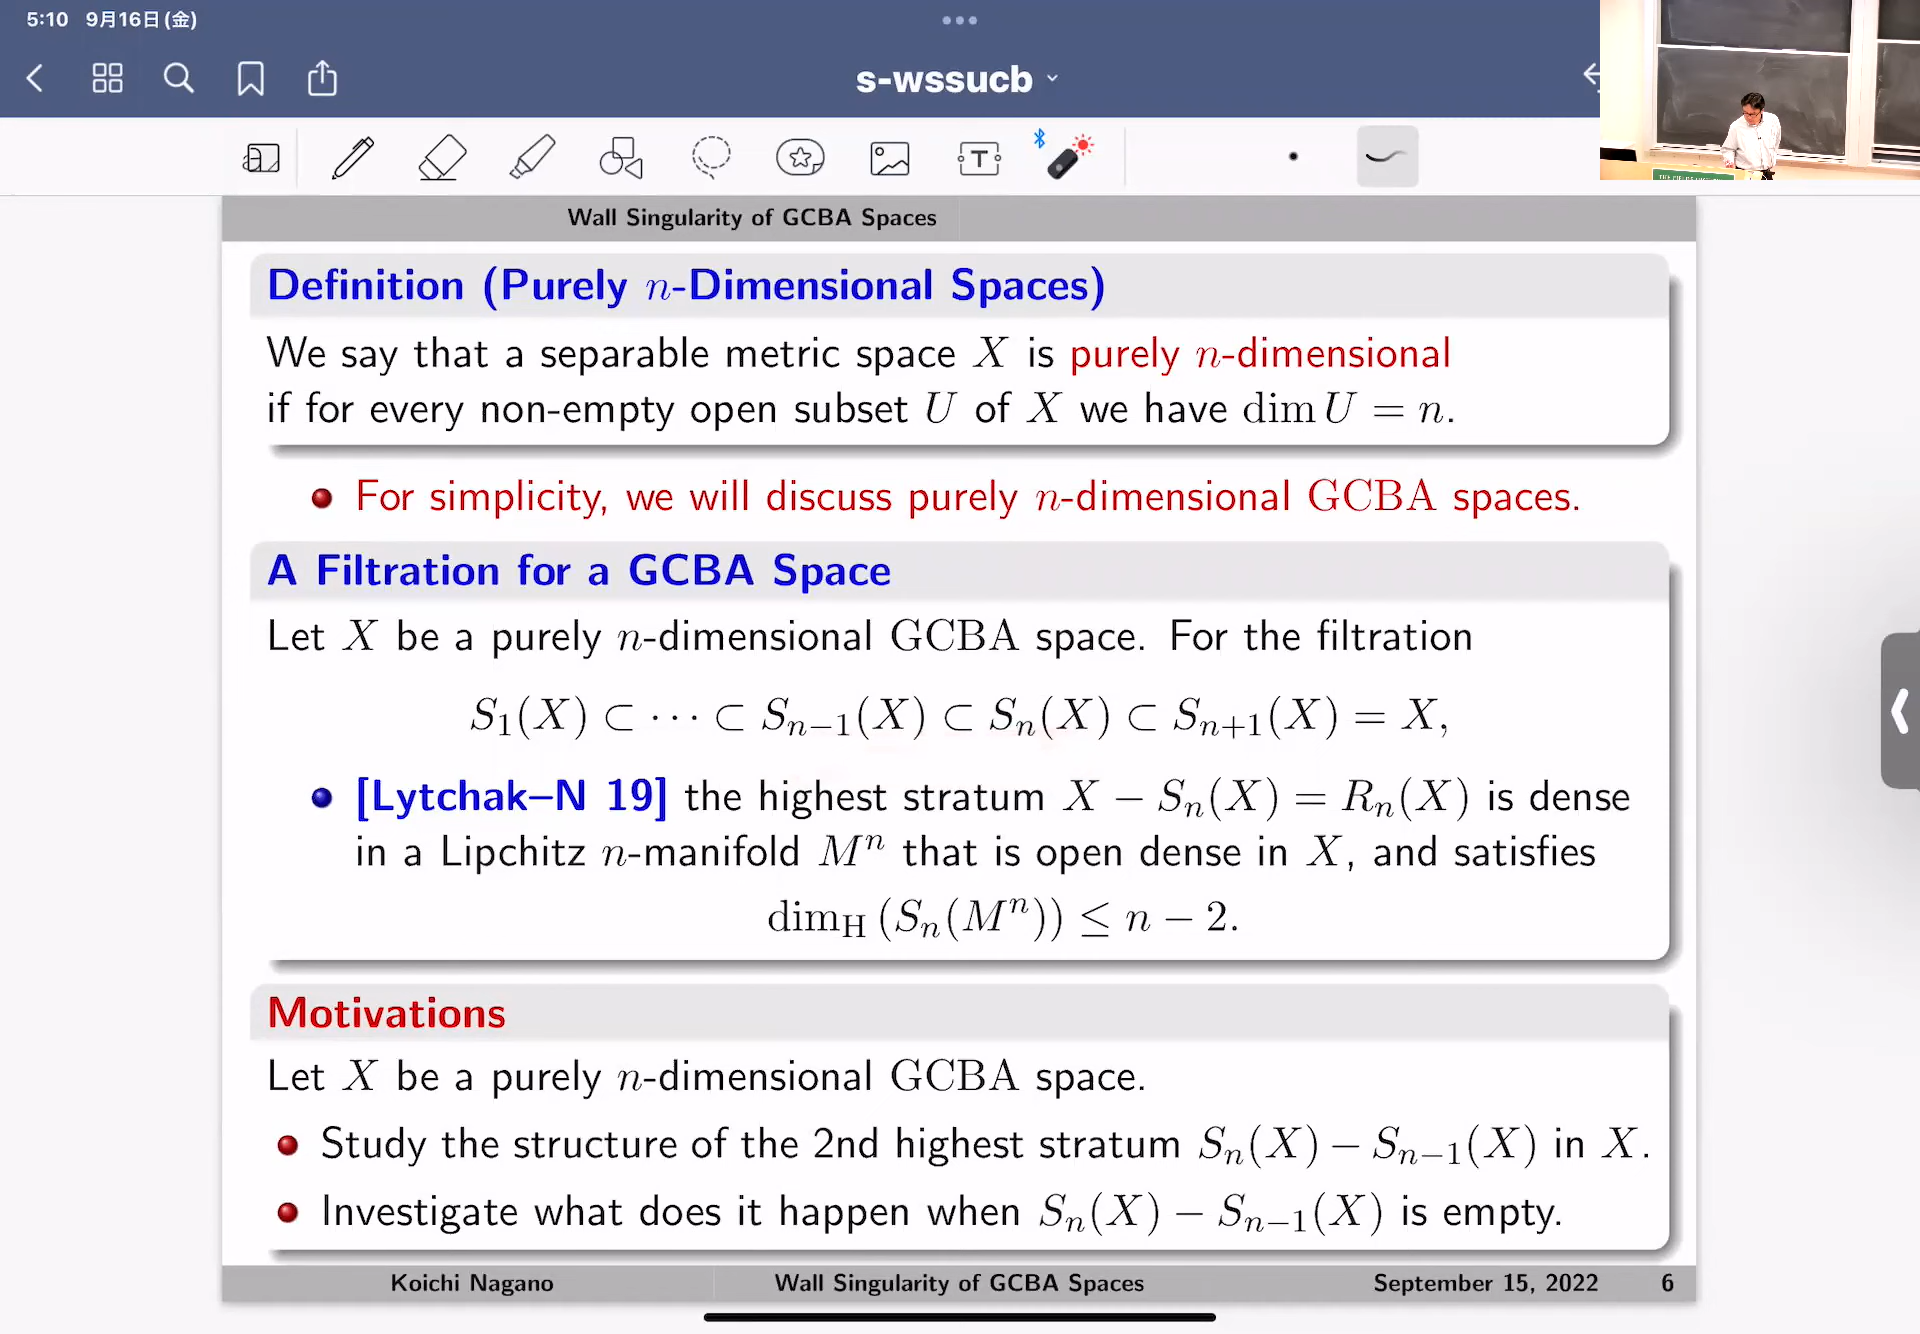 5:10 9月16日(金)
s-wssucb
Wall Singularity of GCBA Spaces
Definition (Purely n-Dimensional Spaces)
We say that a separable metric space X is purely n-dimensional
if for every non-empty open subset U of X we have dim U = n.
For simplicity, we will discuss purely n-dimensional GCBA spaces.
A Filtration for a GCBA Space
Let X be a purely n-dimensional GCBA space. For the filtration
S₁(X) ⊂ ⋯ ⊂ Sₙ₋₁(X) ⊂ Sₙ(X) ⊂ Sₙ₊₁(X) = X,
[Lytchak–N 19] the highest stratum X − Sₙ(X) = Rₙ(X) is dense
in a Lipchitz n-manifold Mⁿ that is open dense in X, and satisfies
dim_H (Sₙ(Mⁿ)) ≤ n − 2.
Motivations
Let X be a purely n-dimensional GCBA space.
Study the structure of the 2nd highest stratum Sₙ(X) − Sₙ₋₁(X) in X.
Investigate what does it happen when Sₙ(X) − Sₙ₋₁(X) is empty.
Koichi Nagano Wall Singularity of GCBA Spaces September 15, 2022 6